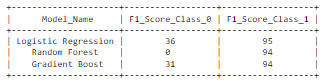 Model_Name | F1_Score_Class_0 | F1_Score_Class_1
Logistic Regression | 36 | 95
Random Forest | 0 | 94
Gradient Boost | 31 | 94